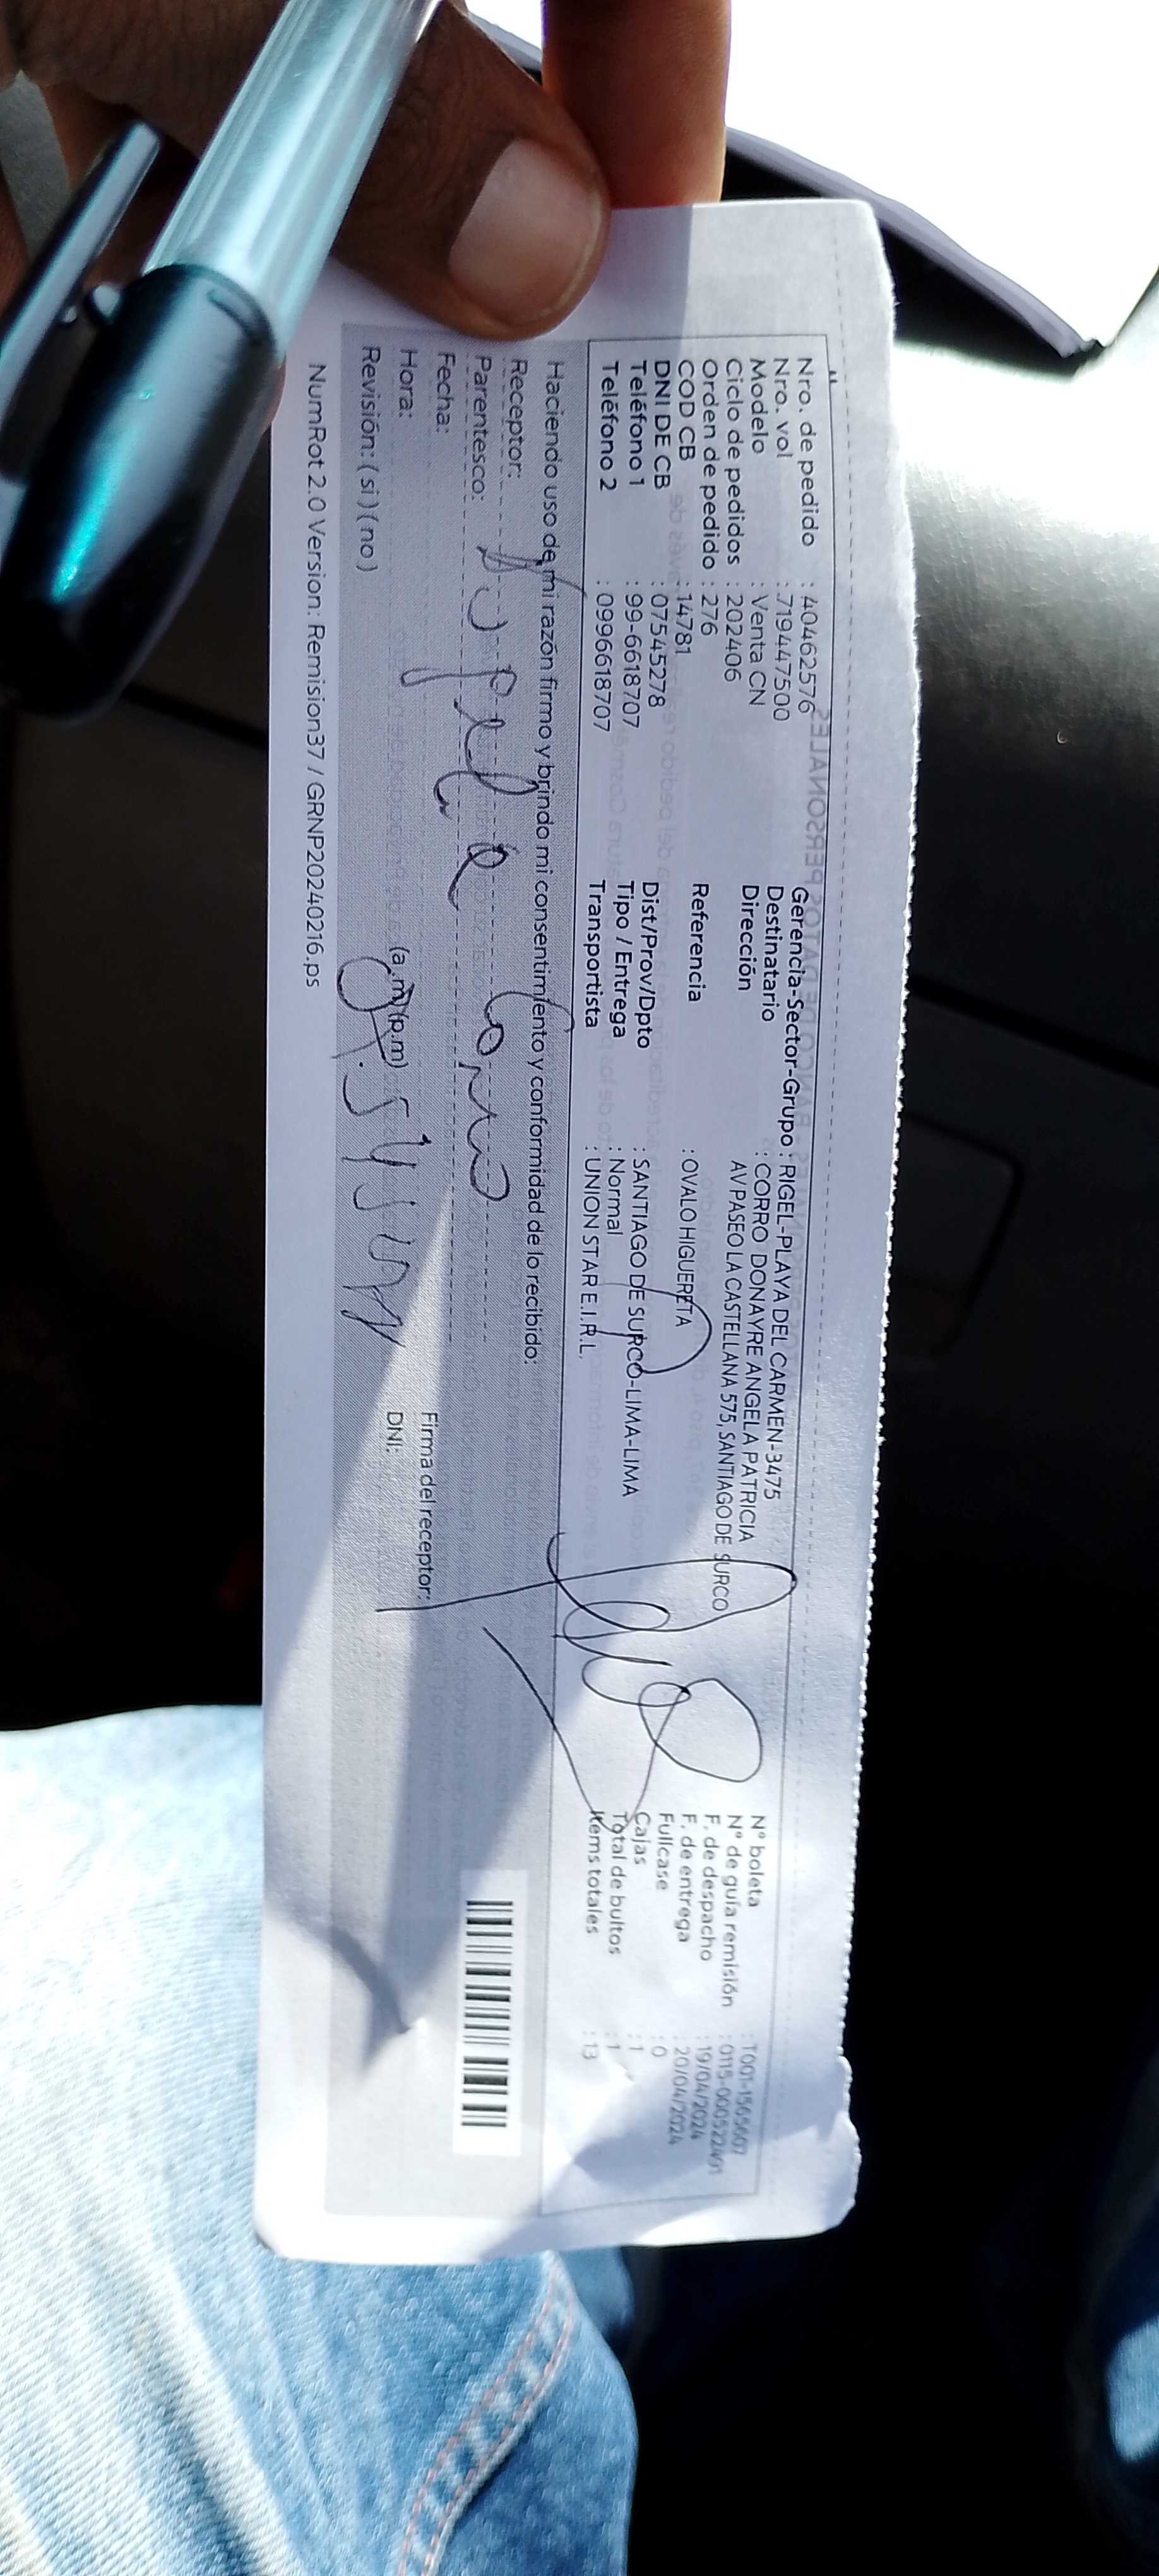 Nro. de pedido : 40462576
Nro. vol : 719447500
Modelo : Venta CN
Ciclo de pedidos : 202406
Orden de pedido : 276
COD CB : 14781
DNI DE CB : 07545278
Teléfono 1 : 99-6618707
Teléfono 2 : 0996618707
Gerencia-Sector-Grupo : RIGEL-PLAYA DEL CARMEN-3475
Destinatario : CORRO DONAYRE ANGELA PATRICIA
Dirección AV PASEO LA CASTELLANA 575, SANTIAGO DE SURCO
Referencia : OVALO HIGUERETA
Dist/Prov/Dpto : SANTIAGO DE SURCO-LIMA-LIMA
Tipo / Entrega : Normal
Transportista : UNION STAR E.I.R.L.
N° boleta : T001-1565607
N° de guía remisión : 0115-00052
F. de despacho : 19/04/2024
F. de entrega : 20/04/2024
Fullcase : 0
Cajas : 1
Total de bultos : 1
Items totales : 13
Haciendo uso de mi razón firmo y brindo mi consentimiento y conformidad de lo recibido:
Receptor:
Parentesco:
Fecha:
Hora: (a.m) (p.m)
Revisión: ( si ) ( no )
Firma del receptor:
DNI:
NumRot 2.0 Version: Remision37 / GRNP20240216.ps